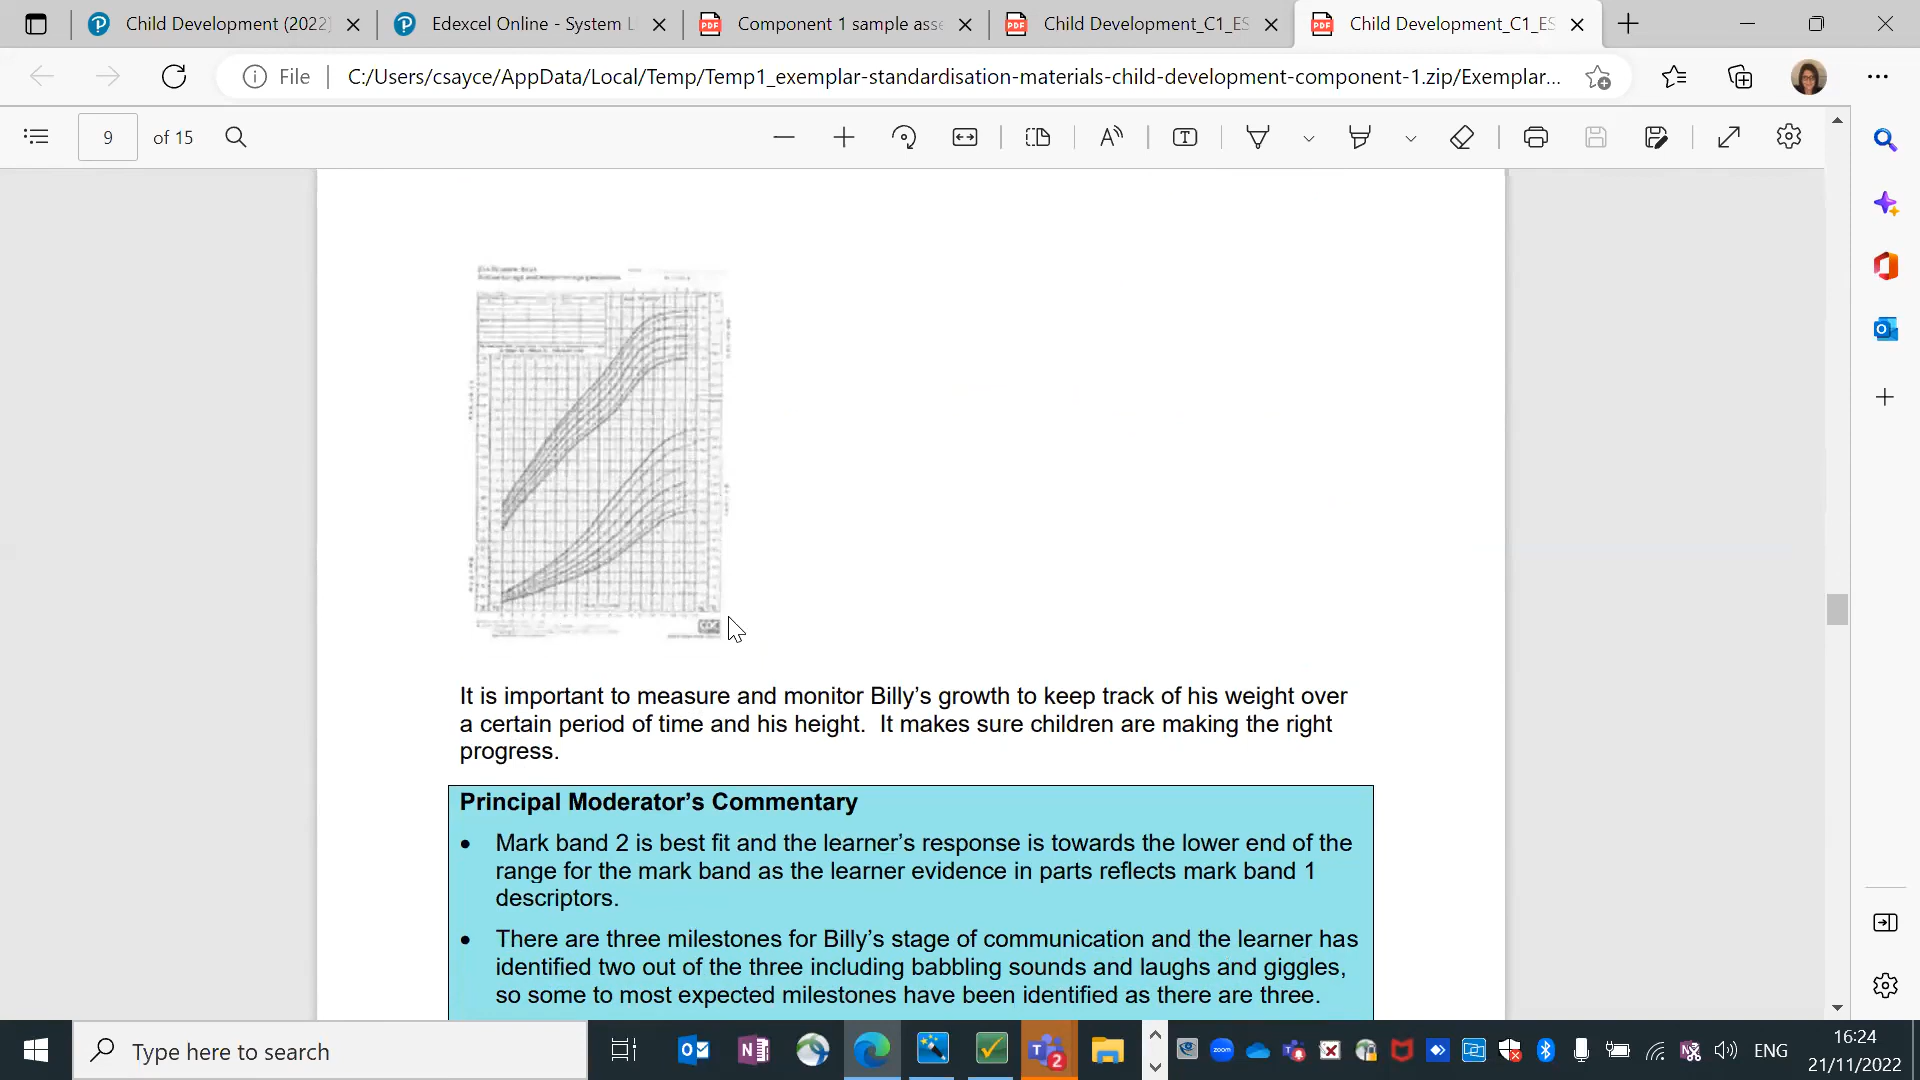 Child Development (2022)
Edexcel Online - System L
Component 1 sample asse
Child Development_C1_ES
Child Development_C1_ES
File
C:/Users/csayce/AppData/Local/Temp/Temp1_exemplar-standardisation-materials-child-development-component-1.zip/Exemplar...
9 of 15
It is important to measure and monitor Billy’s growth to keep track of his weight over
a certain period of time and his height.  It makes sure children are making the right
progress.
Principal Moderator’s Commentary
• Mark band 2 is best fit and the learner’s response is towards the lower end of the
range for the mark band as the learner evidence in parts reflects mark band 1
descriptors.
• There are three milestones for Billy’s stage of communication and the learner has
identified two out of the three including babbling sounds and laughs and giggles,
so some to most expected milestones have been identified as there are three.
Type here to search
2
zoom
ENG
16:24
21/11/2022